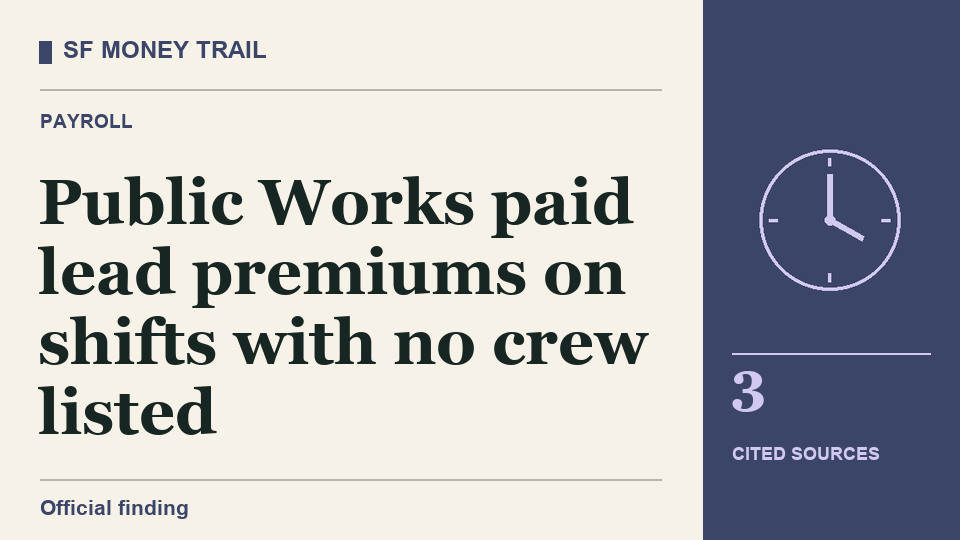 SF MONEY TRAIL
PAYROLL
Public Works paid
lead premiums on
shifts with no crew
listed
Official finding
3
CITED SOURCES